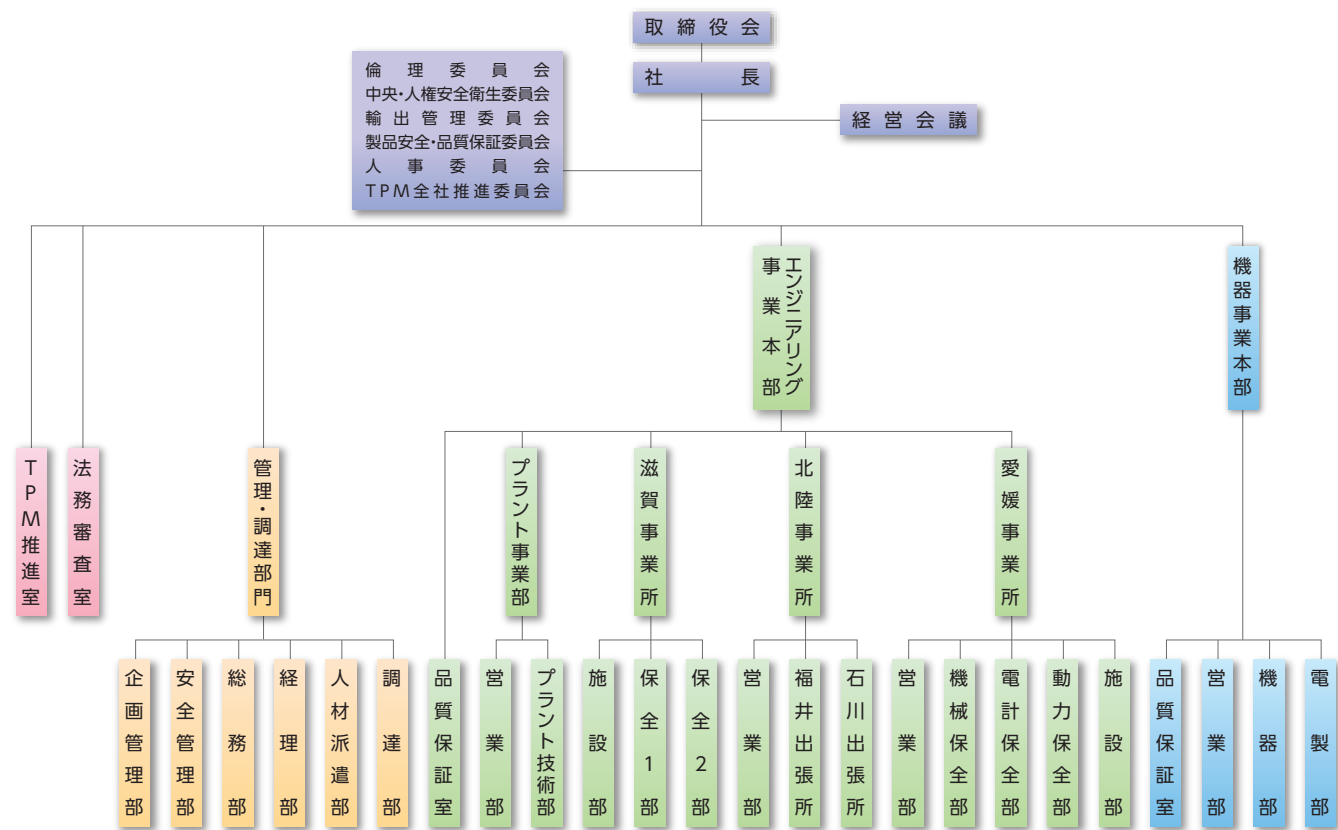 取締役会
社長
倫理委員会
中央・人権安全衛生委員会
輸出管理委員会
製品安全・品質保証委員会
人事委員会
TPM全社推進委員会
経営会議
エンジニアリング
事業本部
機器事業本部
TPM推進室
法務審査室
管理・調達部門
プラント事業部
滋賀事業所
北陸事業所
愛媛事業所
企画管理部
安全管理部
総務部
経理部
人材派遣部
調達部
品質保証室
営業部
プラント技術部
施設部
保全1部
保全2部
営業部
福井出張所
石川出張所
営業部
機械保全部
電計保全部
動力保全部
施設部
品質保証室
営業部
機器部
電製部